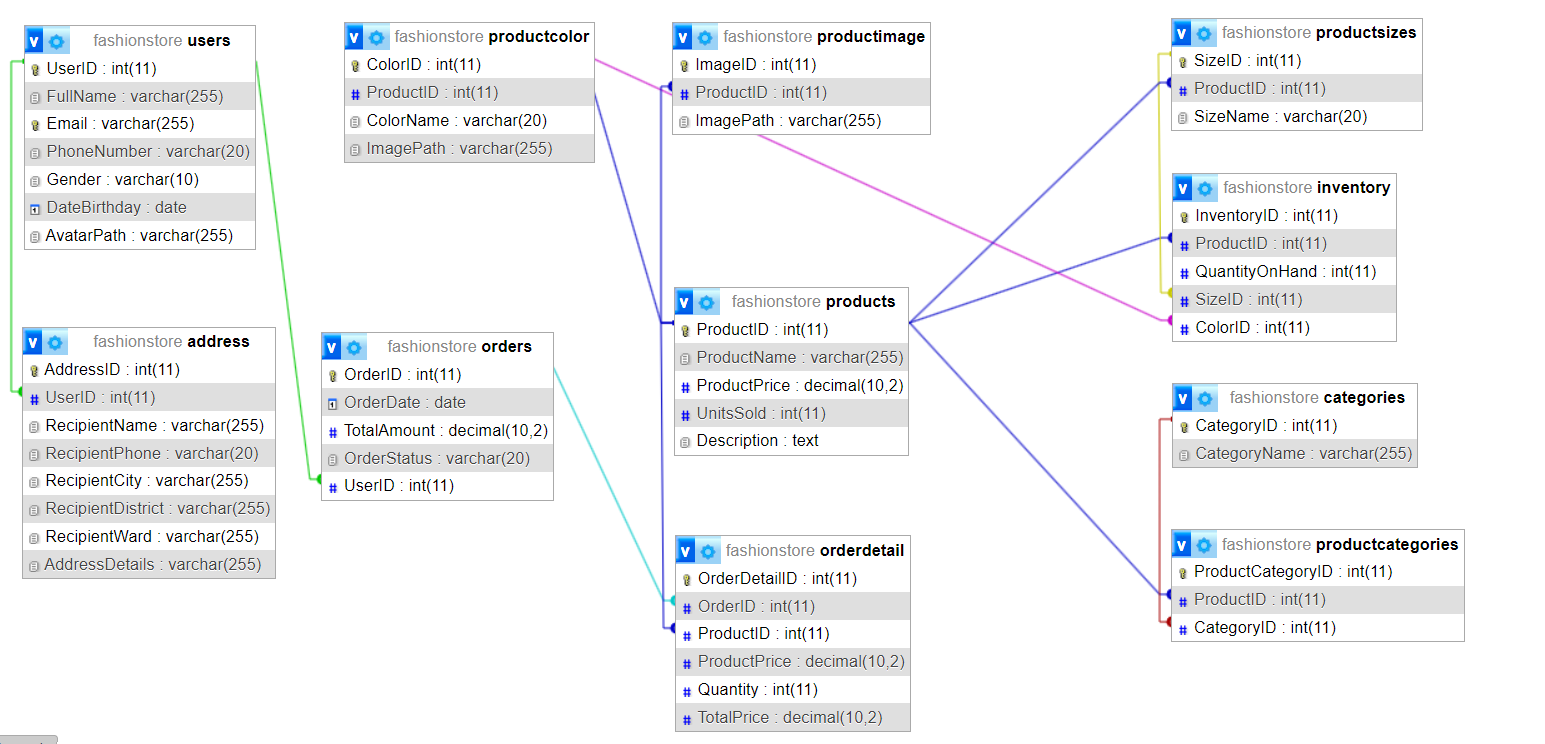 fashionstore users
UserID : int(11)
FullName : varchar(255)
Email : varchar(255)
PhoneNumber : varchar(20)
Gender : varchar(10)
DateBirthday : date
AvatarPath : varchar(255)
fashionstore productcolor
ColorID : int(11)
ProductID : int(11)
ColorName : varchar(20)
ImagePath : varchar(255)
fashionstore productimage
ImageID : int(11)
ProductID : int(11)
ImagePath : varchar(255)
fashionstore productsizes
SizeID : int(11)
ProductID : int(11)
SizeName : varchar(20)
fashionstore inventory
InventoryID : int(11)
ProductID : int(11)
QuantityOnHand : int(11)
SizeID : int(11)
ColorID : int(11)
fashionstore address
AddressID : int(11)
UserID : int(11)
RecipientName : varchar(255)
RecipientPhone : varchar(20)
RecipientCity : varchar(255)
RecipientDistrict : varchar(255)
RecipientWard : varchar(255)
AddressDetails : varchar(255)
fashionstore orders
OrderID : int(11)
OrderDate : date
TotalAmount : decimal(10,2)
OrderStatus : varchar(20)
UserID : int(11)
fashionstore products
ProductID : int(11)
ProductName : varchar(255)
ProductPrice : decimal(10,2)
UnitsSold : int(11)
Description : text
fashionstore categories
CategoryID : int(11)
CategoryName : varchar(255)
fashionstore orderdetail
OrderDetailID : int(11)
OrderID : int(11)
ProductID : int(11)
ProductPrice : decimal(10,2)
Quantity : int(11)
TotalPrice : decimal(10,2)
fashionstore productcategories
ProductCategoryID : int(11)
ProductID : int(11)
CategoryID : int(11)